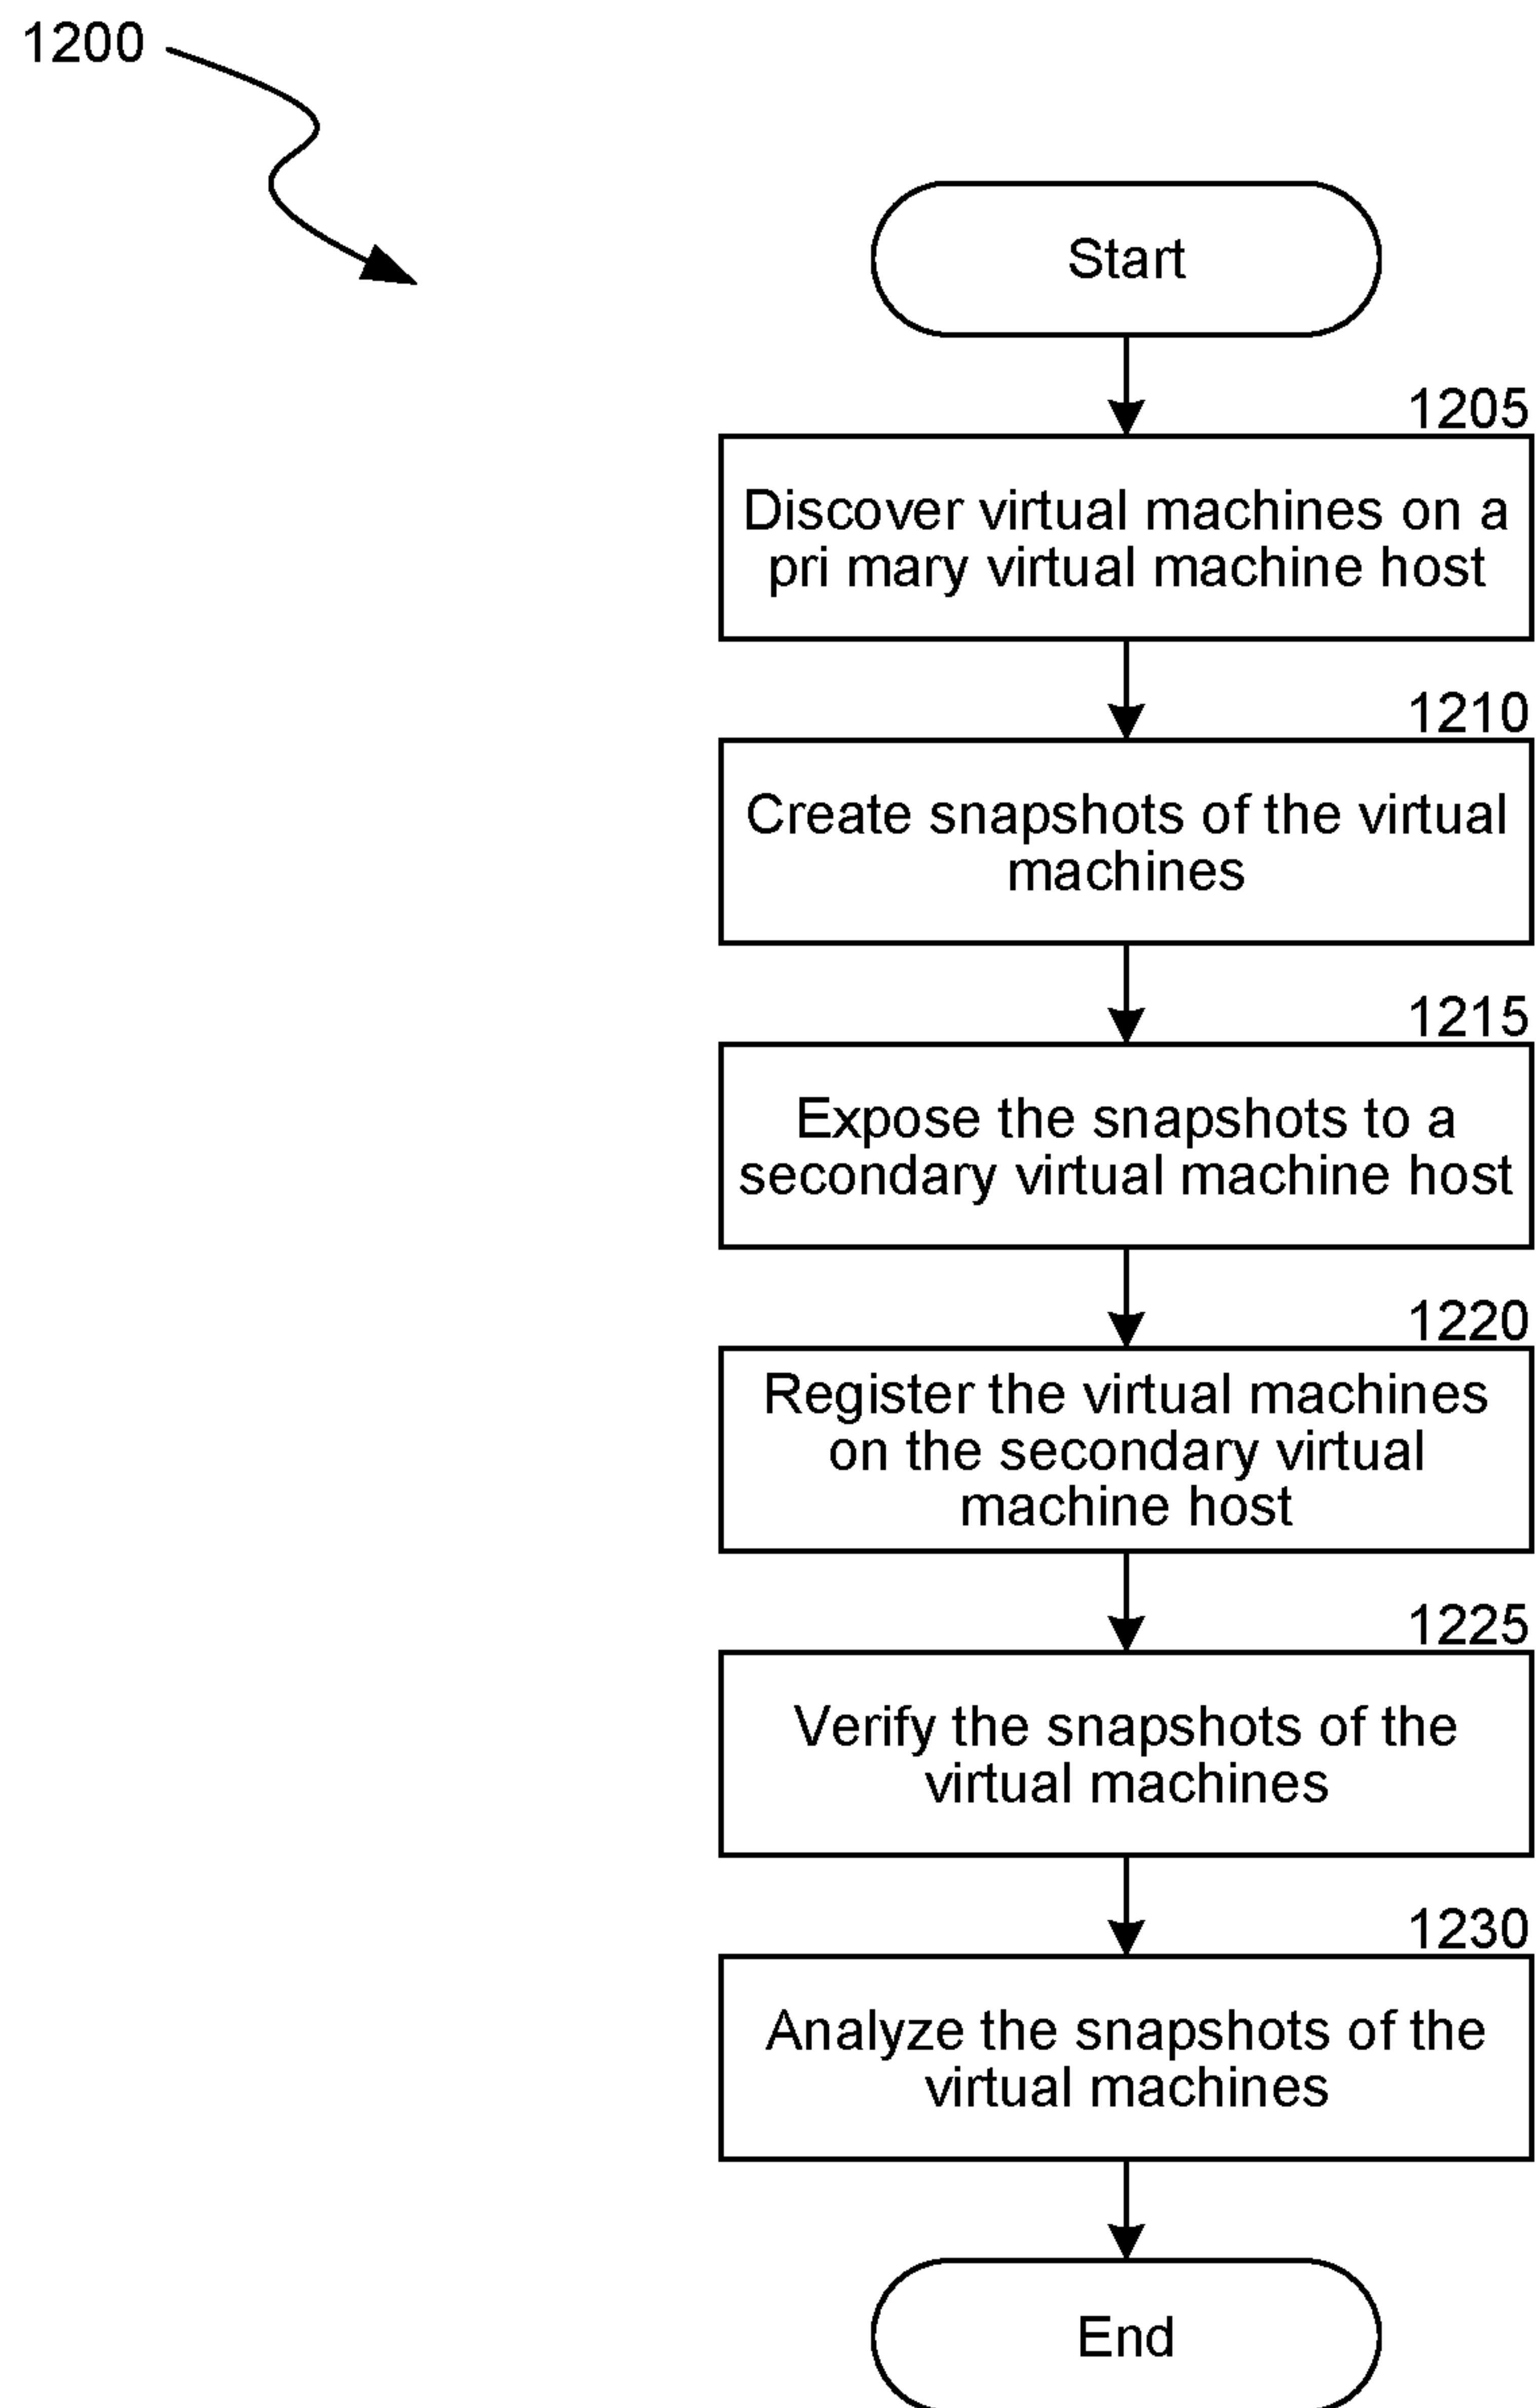 1200
Start
1205
Discover virtual machines on a
pri mary virtual machine host
1210
Create snapshots of the virtual
machines
1215
Expose the snapshots to a
secondary virtual machine host
1220
Register the virtual machines
on the secondary virtual
machine host
1225
Verify the snapshots of the
virtual machines
1230
Analyze the snapshots of the
virtual machines
End